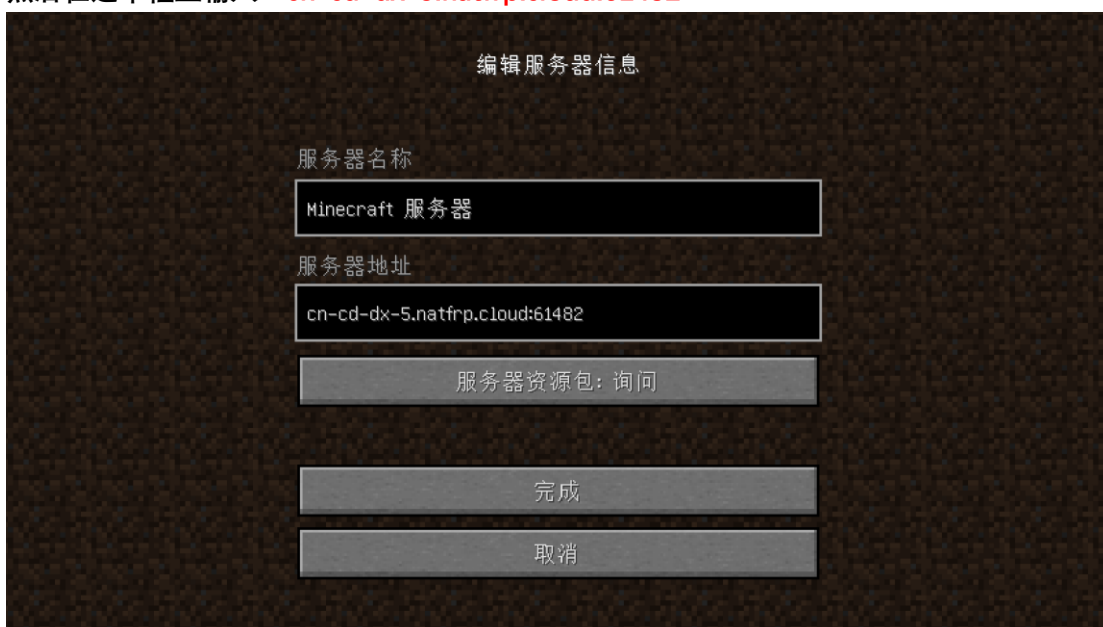 编辑服务器信息
服务器名称
Minecraft 服务器
服务器地址
cn-cd-dx-5.natfrp.cloud:61482
服务器资源包: 询问
完成
取消